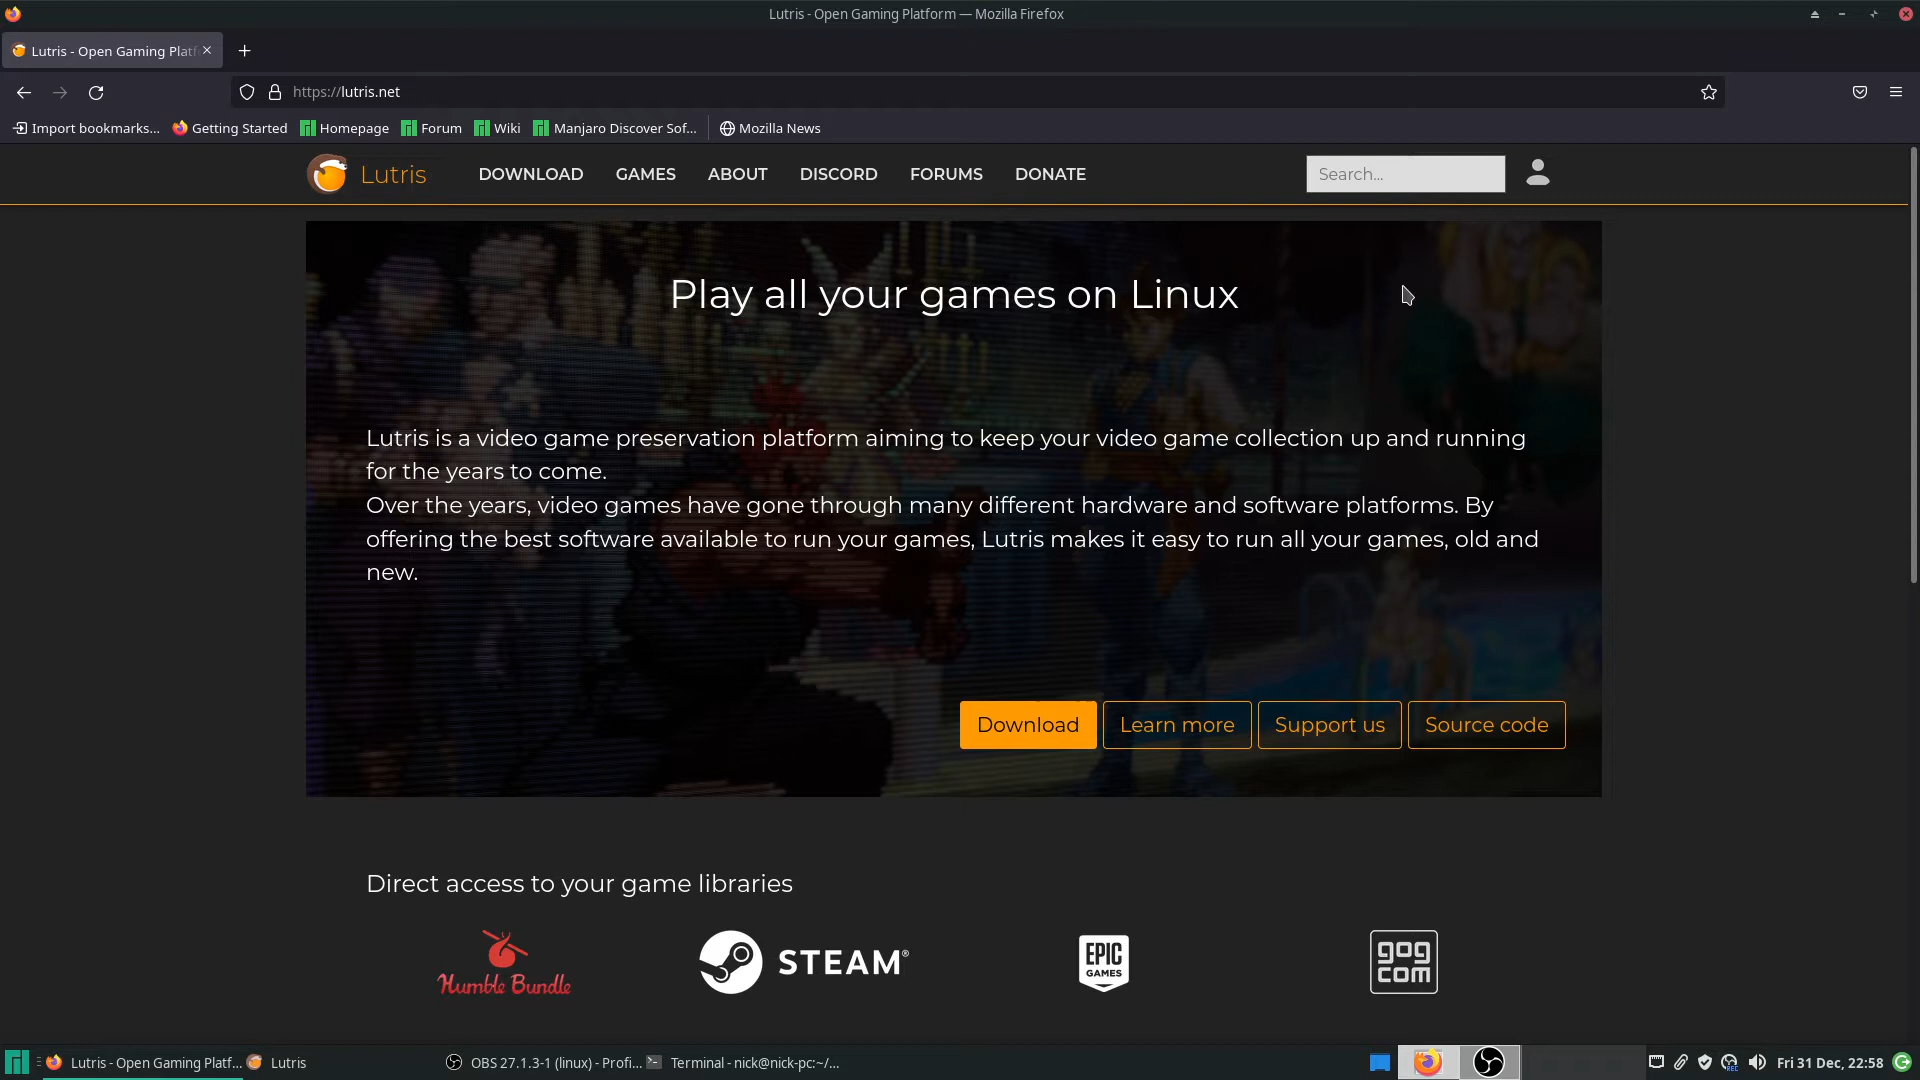 Lutris - Open Gaming Platform — Mozilla Firefox
Lutris - Open Gaming Platf
https://lutris.net
Import bookmarks... Getting Started Homepage Forum Wiki Manjaro Discover Sof... Mozilla News
Lutris DOWNLOAD GAMES ABOUT DISCORD FORUMS DONATE Search...
Play all your games on Linux
Lutris is a video game preservation platform aiming to keep your video game collection up and running
for the years to come.
Over the years, video games have gone through many different hardware and software platforms. By
offering the best software available to run your games, Lutris makes it easy to run all your games, old and
new.
Download Learn more Support us Source code
Direct access to your game libraries
Humble Bundle STEAM® EPIC GAMES gog com
Lutris - Open Gaming Platf... Lutris OBS 27.1.3-1 (linux) - Profi... Terminal - nick@nick-pc:~/... REC Fri 31 Dec, 22:58